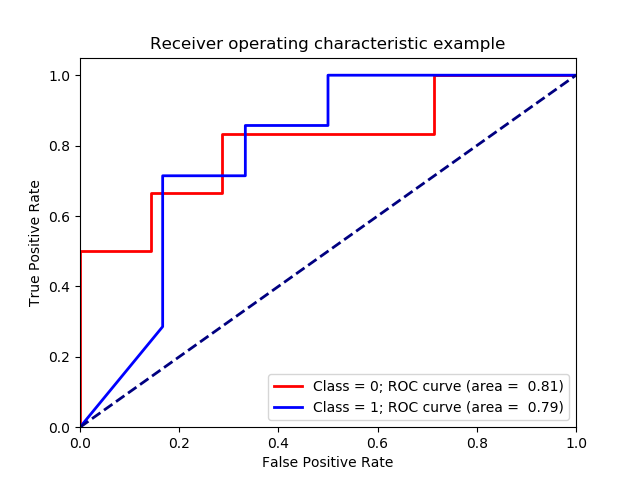 Receiver operating characteristic example
1.0
0.8
0.6
0.4
0.2
0.0
True Positive Rate
Class = 0; ROC curve (area =  0.81)
Class = 1; ROC curve (area =  0.79)
0.0 0.2 0.4 0.6 0.8 1.0
False Positive Rate